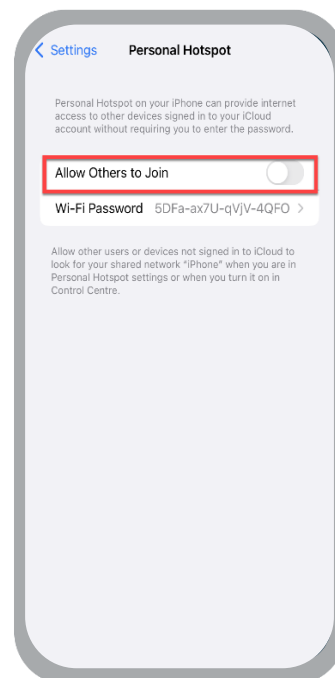 Settings Personal Hotspot
Personal Hotspot on your iPhone can provide internet
access to other devices signed in to your iCloud
account without requiring you to enter the password.
Allow Others to Join
Wi-Fi Password 5DFa-ax7U-qVjV-4QFO
Allow other users or devices not signed in to iCloud to
look for your shared network “iPhone” when you are in
Personal Hotspot settings or when you turn it on in
Control Centre.